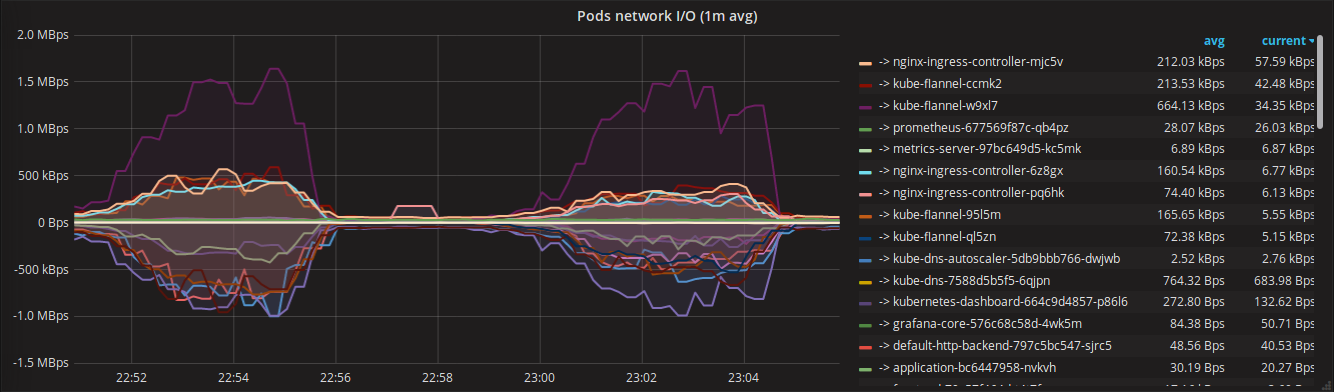 Pods network I/O (1m avg)
2.0 MBps
1.5 MBps
1.0 MBps
500 kBps
0 Bps
-500 kBps
-1.0 MBps
-1.5 MBps
22:52 22:54 22:56 22:58 23:00 23:02 23:04
avg current
-> nginx-ingress-controller-mjc5v 212.03 kBps 57.59 kBps
-> kube-flannel-ccmk2 213.53 kBps 42.48 kBps
-> kube-flannel-w9xl7 664.13 kBps 34.35 kBps
-> prometheus-677569f87c-qb4pz 28.07 kBps 26.03 kBps
-> metrics-server-97bc649d5-kc5mk 6.89 kBps 6.87 kBps
-> nginx-ingress-controller-6z8gx 160.54 kBps 6.77 kBps
-> nginx-ingress-controller-pq6hk 74.40 kBps 6.13 kBps
-> kube-flannel-95l5m 165.65 kBps 5.55 kBps
-> kube-flannel-ql5zn 72.38 kBps 5.15 kBps
-> kube-dns-autoscaler-5db9bbb766-dwjwb 2.52 kBps 2.76 kBps
-> kube-dns-7588d5b5f5-6qjpn 764.32 Bps 683.98 Bps
-> kubernetes-dashboard-664c9d4857-p86l6 272.80 Bps 132.62 Bps
-> grafana-core-576c68c58d-4wk5m 84.38 Bps 50.71 Bps
-> default-http-backend-797c5bc547-sjrc5 48.56 Bps 40.53 Bps
-> application-bc6447958-nvkvh 30.19 Bps 20.27 Bps